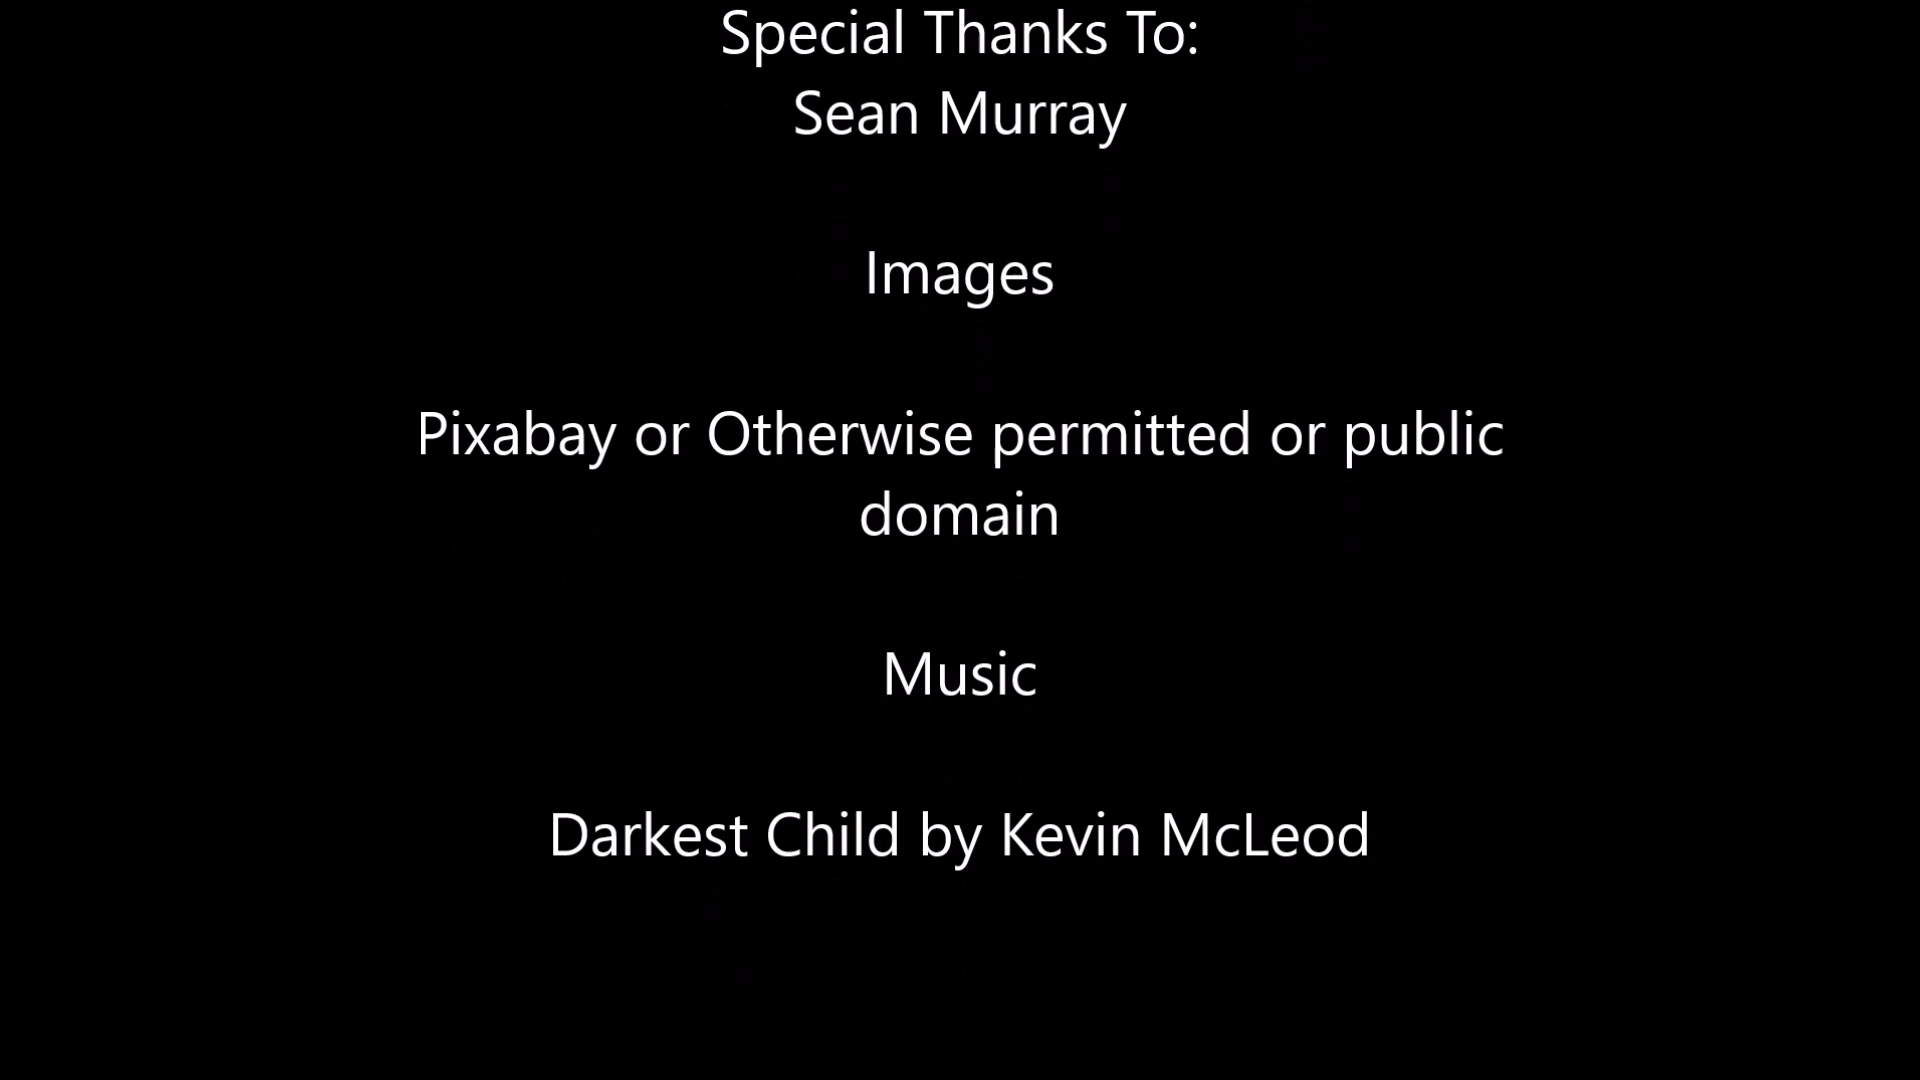 Special Thanks To:
Sean Murray
Images
Pixabay or Otherwise permitted or public
domain
Music
Darkest Child by Kevin McLeod